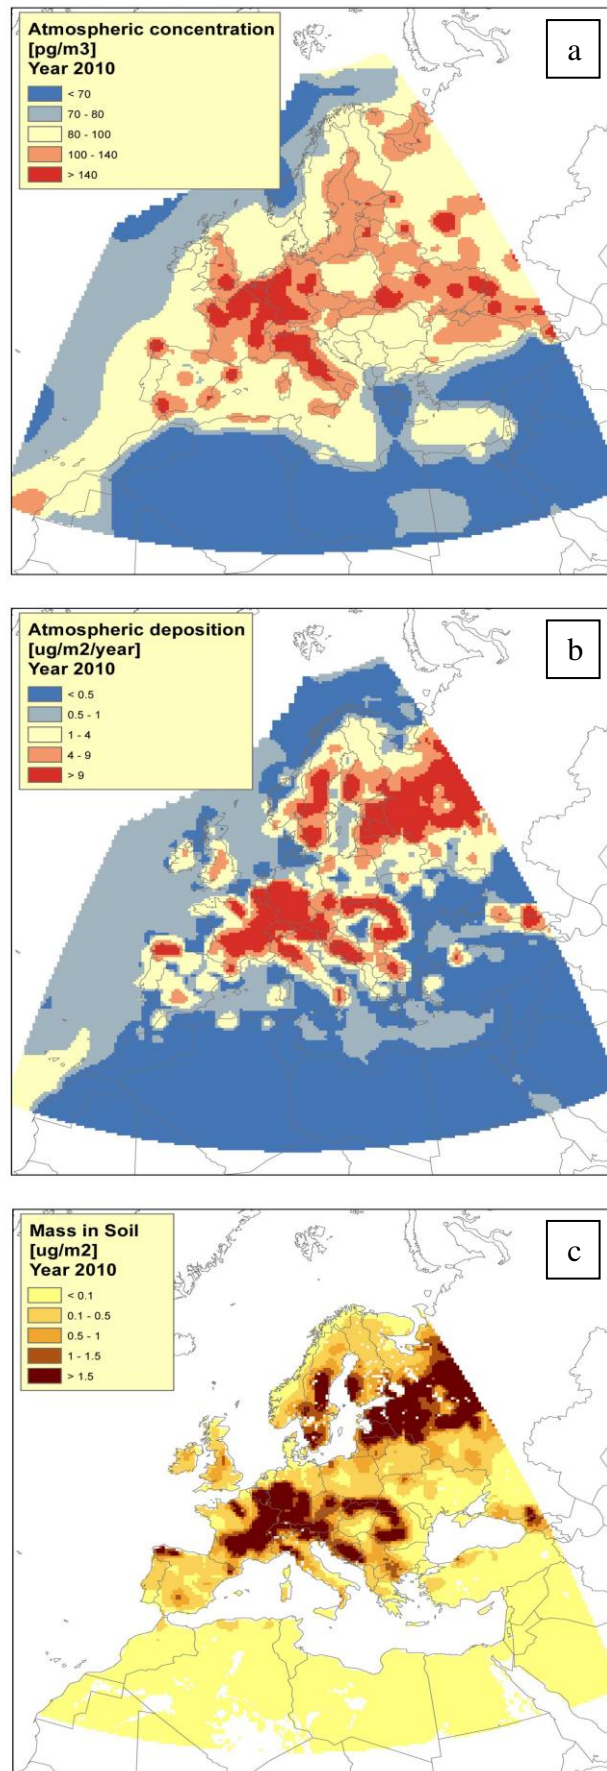 Atmospheric concentration
[pg/m3]
Year 2010
< 70
70 - 80
80 - 100
100 - 140
> 140
a
Atmospheric deposition
[ug/m2/year]
Year 2010
< 0.5
0.5 - 1
1 - 4
4 - 9
> 9
b
Mass in Soil
[ug/m2]
Year 2010
< 0.1
0.1 - 0.5
0.5 - 1
1 - 1.5
> 1.5
c